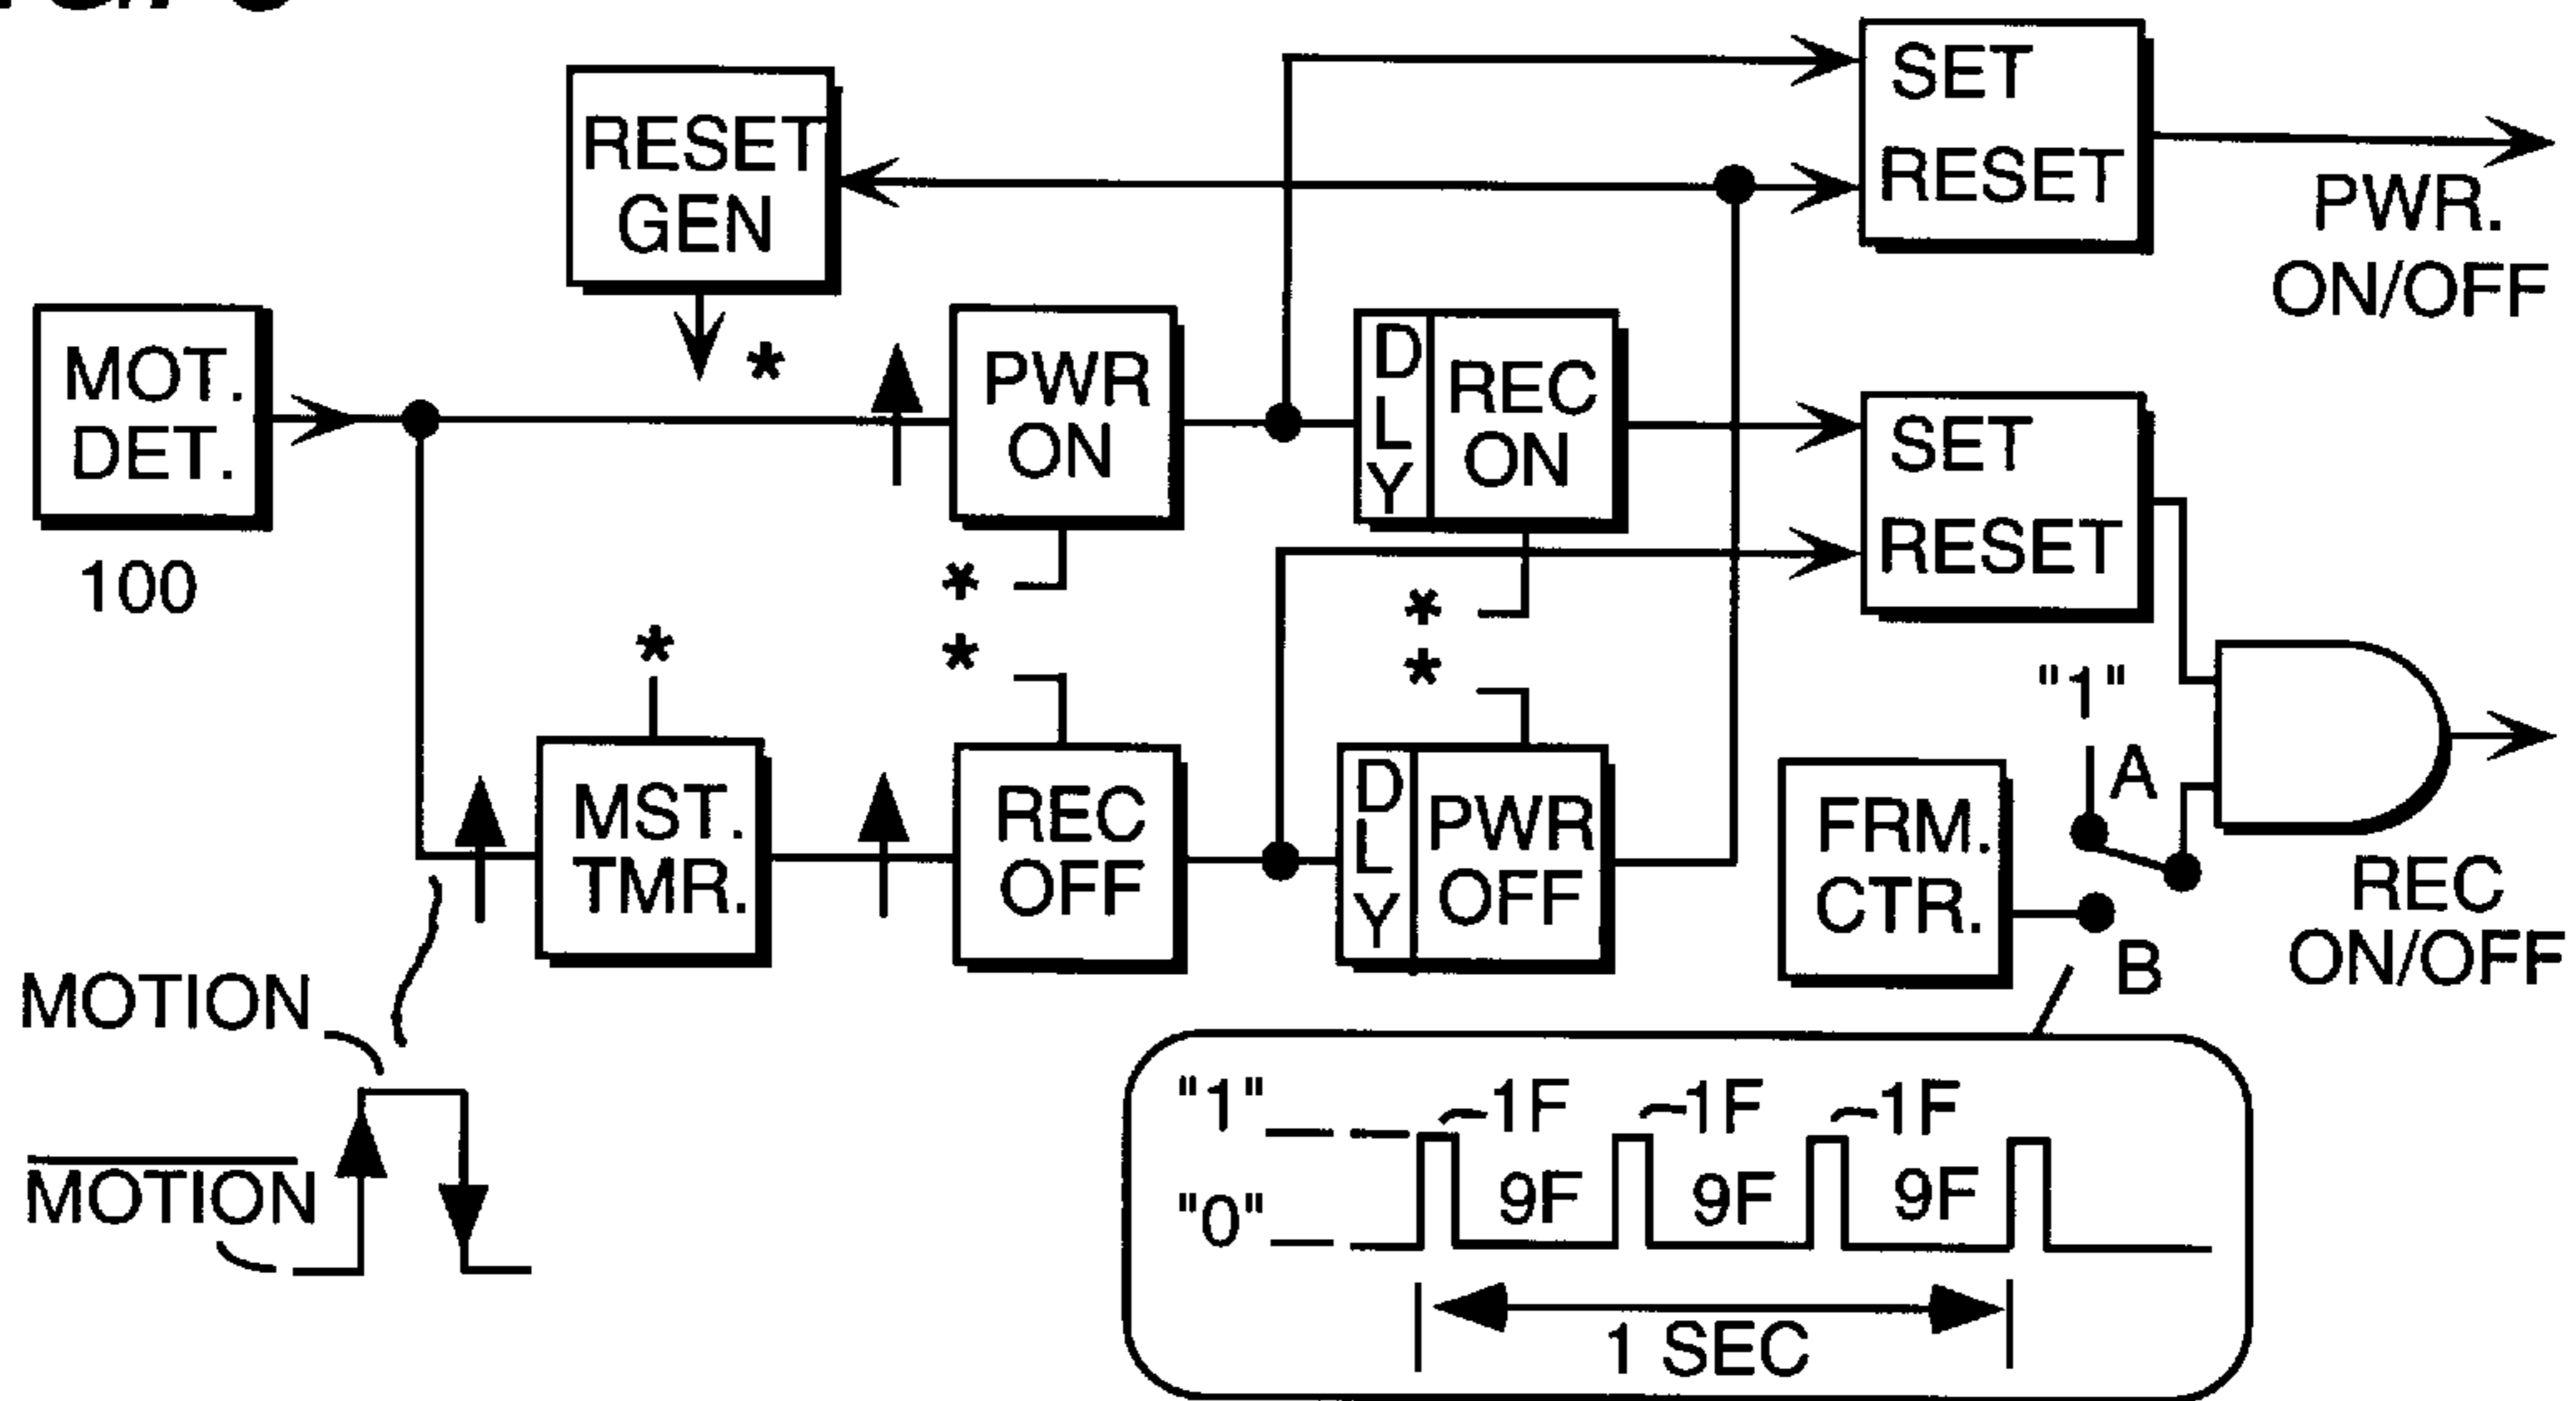 RESET
GEN
SET
RESET
PWR.
ON/OFF
MOT.
DET.
100
*
PWR
ON
DLY
REC
ON
SET
RESET
*
*
*
*
*
MST.
TMR.
REC
OFF
DLY
PWR
OFF
FRM.
CTR.
"1"
A
B
REC
ON/OFF
MOTION
MOTION
"1"
1F
1F
1F
"0"
9F
9F
9F
1 SEC